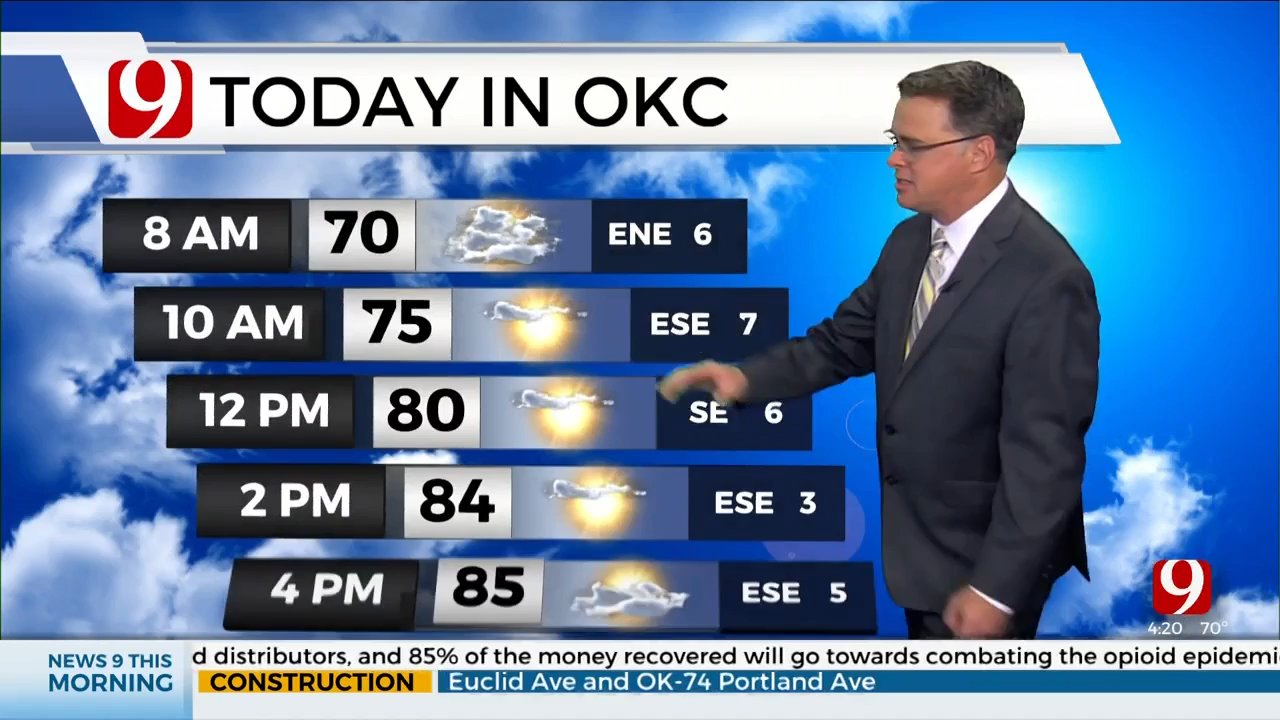 9 TODAY IN OKC
8 AM 70 ENE 6
10 AM 75 ESE 7
12 PM 80 SE 6
2 PM 84 ESE 3
4 PM 85 ESE 5
9
4:20 70°
NEWS 9 THIS
MORNING
d distributors, and 85% of the money recovered will go towards combating the opioid epidemi
CONSTRUCTION Euclid Ave and OK-74 Portland Ave